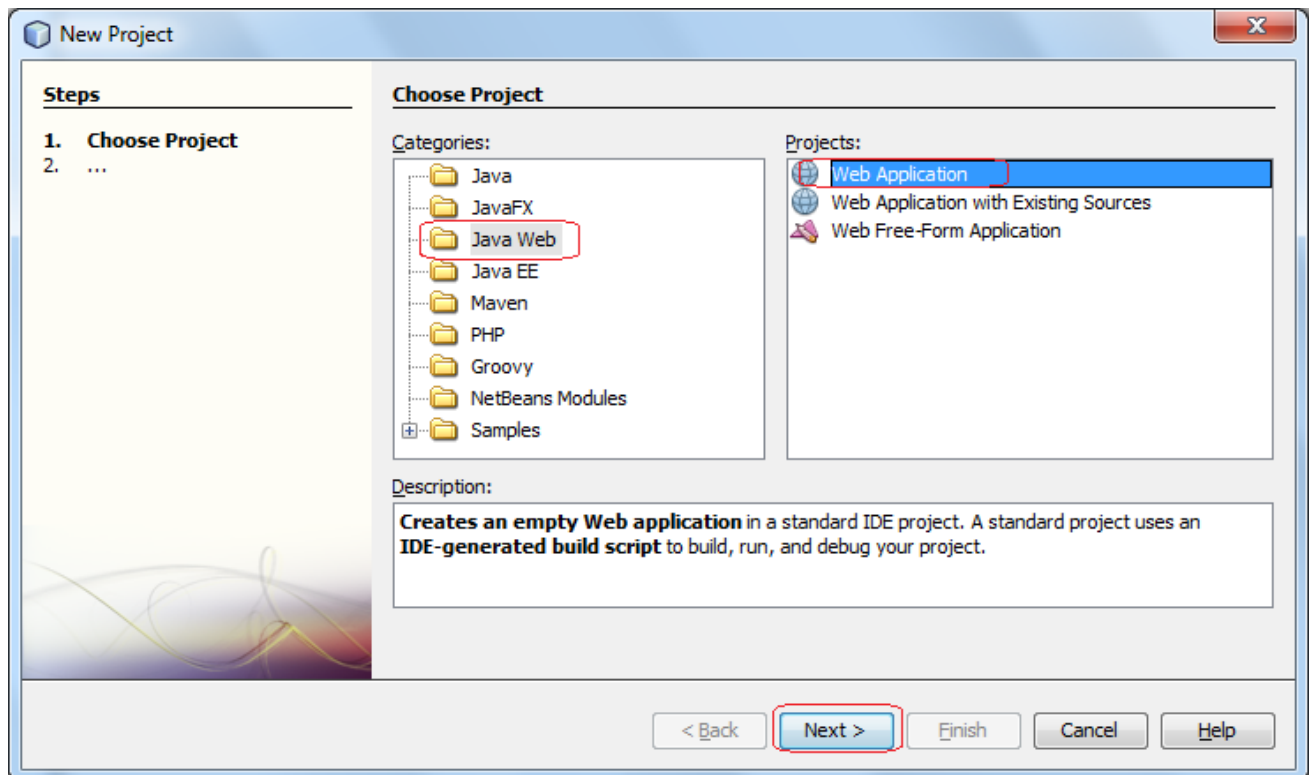 New Project
Steps
1. Choose Project
2. ...
Choose Project
Categories:
Java
JavaFX
Java Web
Java EE
Maven
PHP
Groovy
NetBeans Modules
Samples
Projects:
Web Application
Web Application with Existing Sources
Web Free-Form Application
Description:
Creates an empty Web application in a standard IDE project. A standard project uses an
IDE-generated build script to build, run, and debug your project.
< Back
Next >
Finish
Cancel
Help